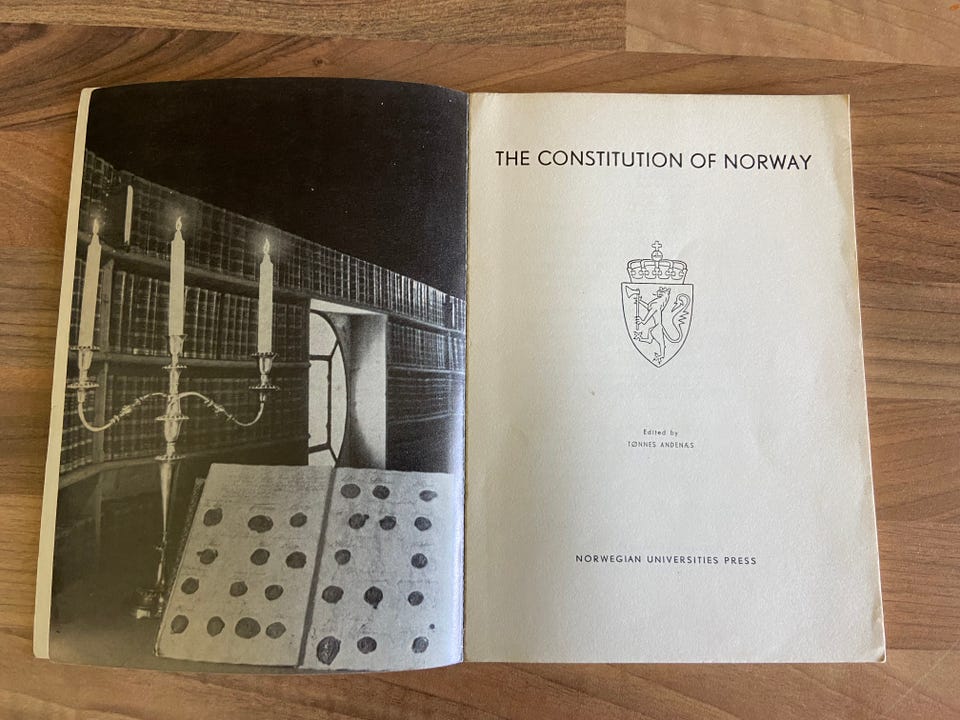 THE CONSTITUTION OF NORWAY
Edited by
TØNNES ANDENÆS
NORWEGIAN UNIVERSITIES PRESS